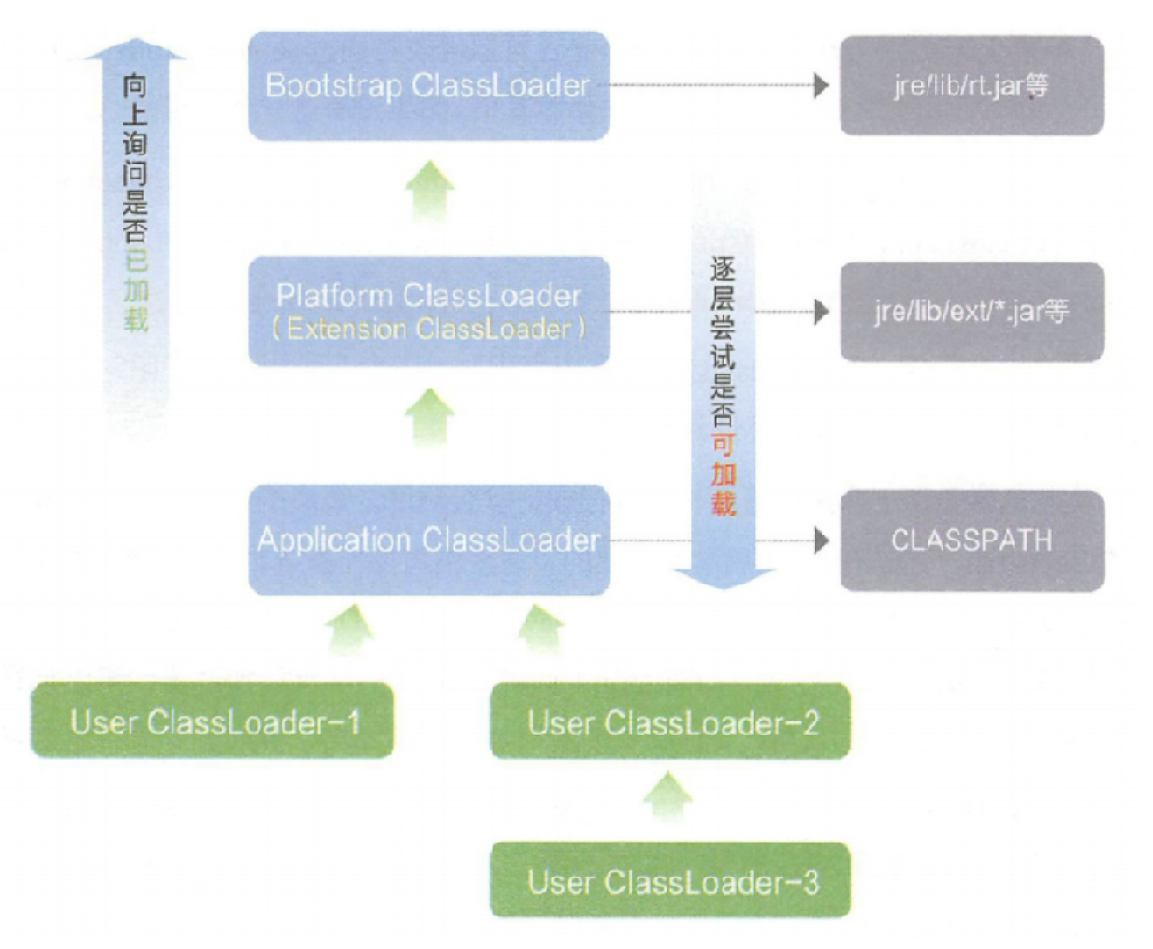 向上询问是否已加载
Bootstrap ClassLoader
jre/lib/rt.jar等
Platform ClassLoader
(Extension ClassLoader)
jre/lib/ext/*.jar等
逐层尝试是否可加载
Application ClassLoader
CLASSPATH
User ClassLoader-1
User ClassLoader-2
User ClassLoader-3